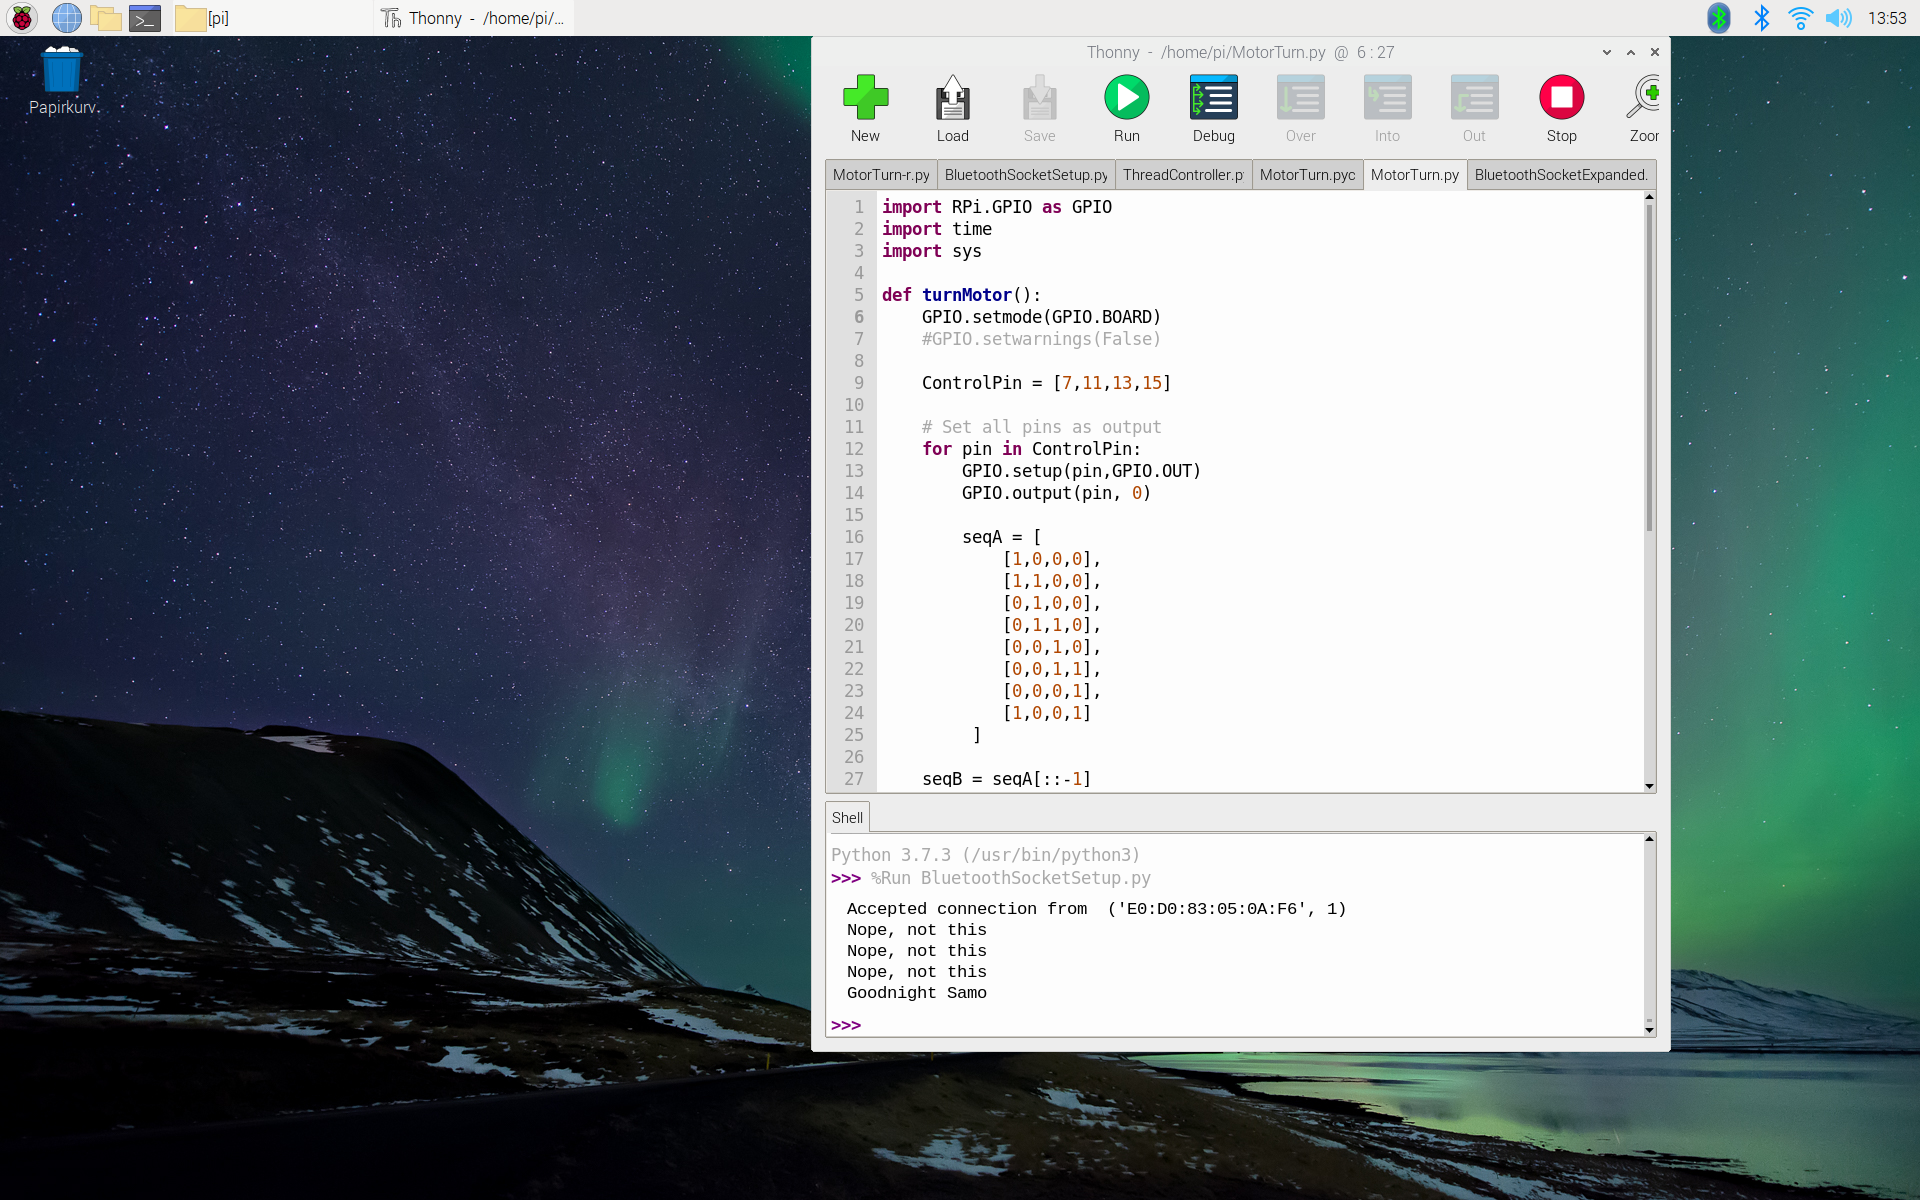 [pi]
Thonny - /home/pi/...
13:53
Papirkurv
Thonny - /home/pi/MotorTurn.py @ 6 : 27
New Load Save Run Debug Over Into Out Stop Zoor
MotorTurn-r.py BluetoothSocketSetup.py ThreadController.p MotorTurn.pyc MotorTurn.py BluetoothSocketExpanded.
1 import RPi.GPIO as GPIO
2 import time
3 import sys
4
5 def turnMotor():
6     GPIO.setmode(GPIO.BOARD)
7     #GPIO.setwarnings(False)
8
9     ControlPin = [7,11,13,15]
10
11     # Set all pins as output
12     for pin in ControlPin:
13         GPIO.setup(pin,GPIO.OUT)
14         GPIO.output(pin, 0)
15
16         seqA = [
17             [1,0,0,0],
18             [1,1,0,0],
19             [0,1,0,0],
20             [0,1,1,0],
21             [0,0,1,0],
22             [0,0,1,1],
23             [0,0,0,1],
24             [1,0,0,1]
25          ]
26
27     seqB = seqA[::-1]
Shell
Python 3.7.3 (/usr/bin/python3)
>>> %Run BluetoothSocketSetup.py
Accepted connection from  ('E0:D0:83:05:0A:F6', 1)
Nope, not this
Nope, not this
Nope, not this
Goodnight Samo
>>>